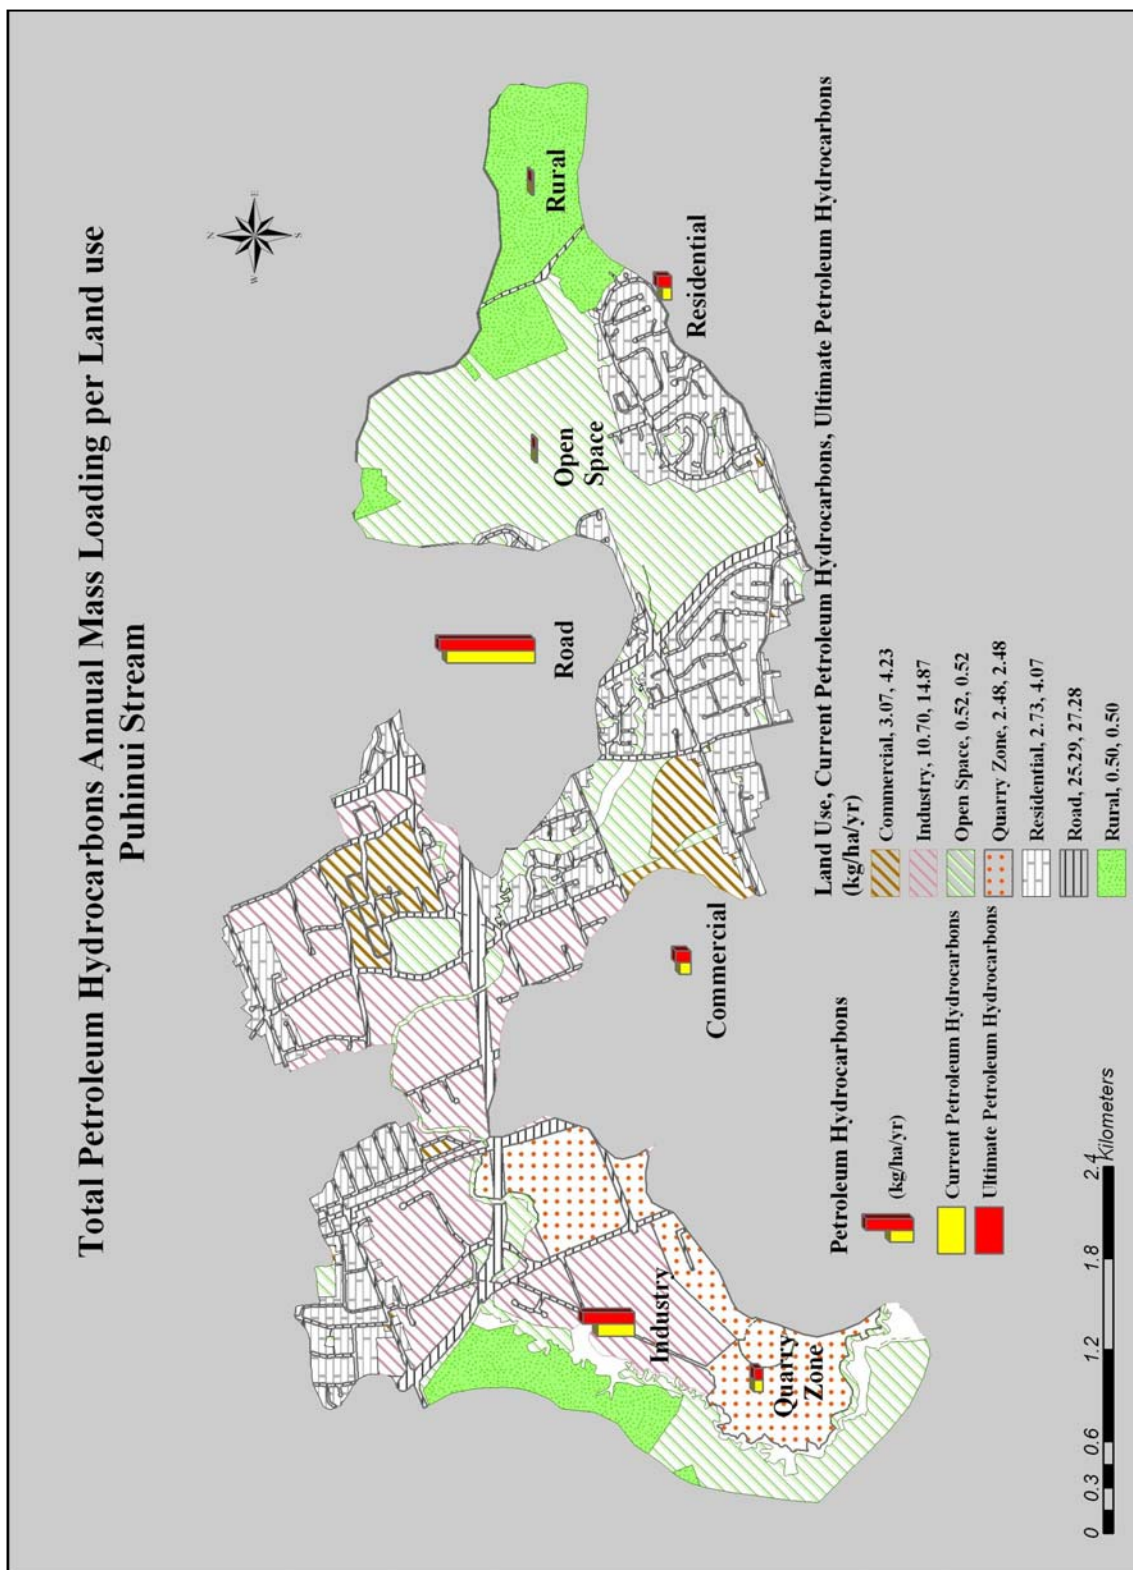 Total Petroleum Hydrocarbons Annual Mass Loading per Land use
Puhinui Stream
N
W
E
S
Rural
Open
Space
Residential
Road
Commercial
Industry
Quarry
Zone
Petroleum Hydrocarbons
(kg/ha/yr)
Current Petroleum Hydrocarbons
Ultimate Petroleum Hydrocarbons
Land Use, Current Petroleum Hydrocarbons, Ultimate Petroleum Hydrocarbons
(kg/ha/yr)
Commercial, 3.07, 4.23
Industry, 10.70, 14.87
Open Space, 0.52, 0.52
Quarry Zone, 2.48, 2.48
Residential, 2.73, 4.07
Road, 25.29, 27.28
Rural, 0.50, 0.50
0 0.3 0.6 1.2 1.8 2.4
Kilometers